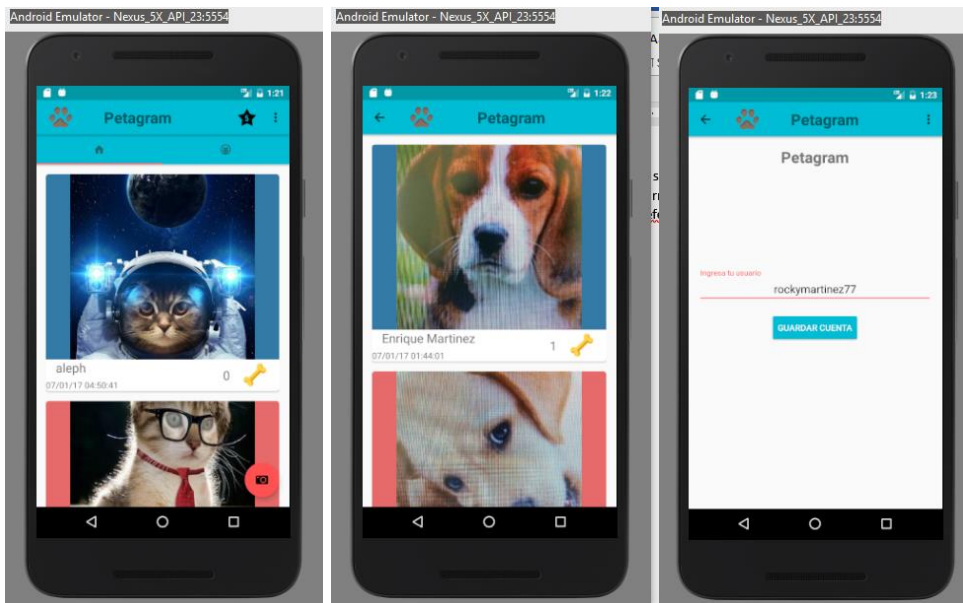 Android Emulator - Nexus_5X_API_23:5554
1:21
Petagram
5
aleph
07/01/17 04:50:41
0
Android Emulator - Nexus_5X_API_23:5554
1:22
Petagram
Enrique Martinez
07/01/17 01:44:01
1
Android Emulator - Nexus_5X_API_23:5554
1:23
Petagram
Petagram
Ingresa tu usuario
rockymartinez77
GUARDAR CUENTA